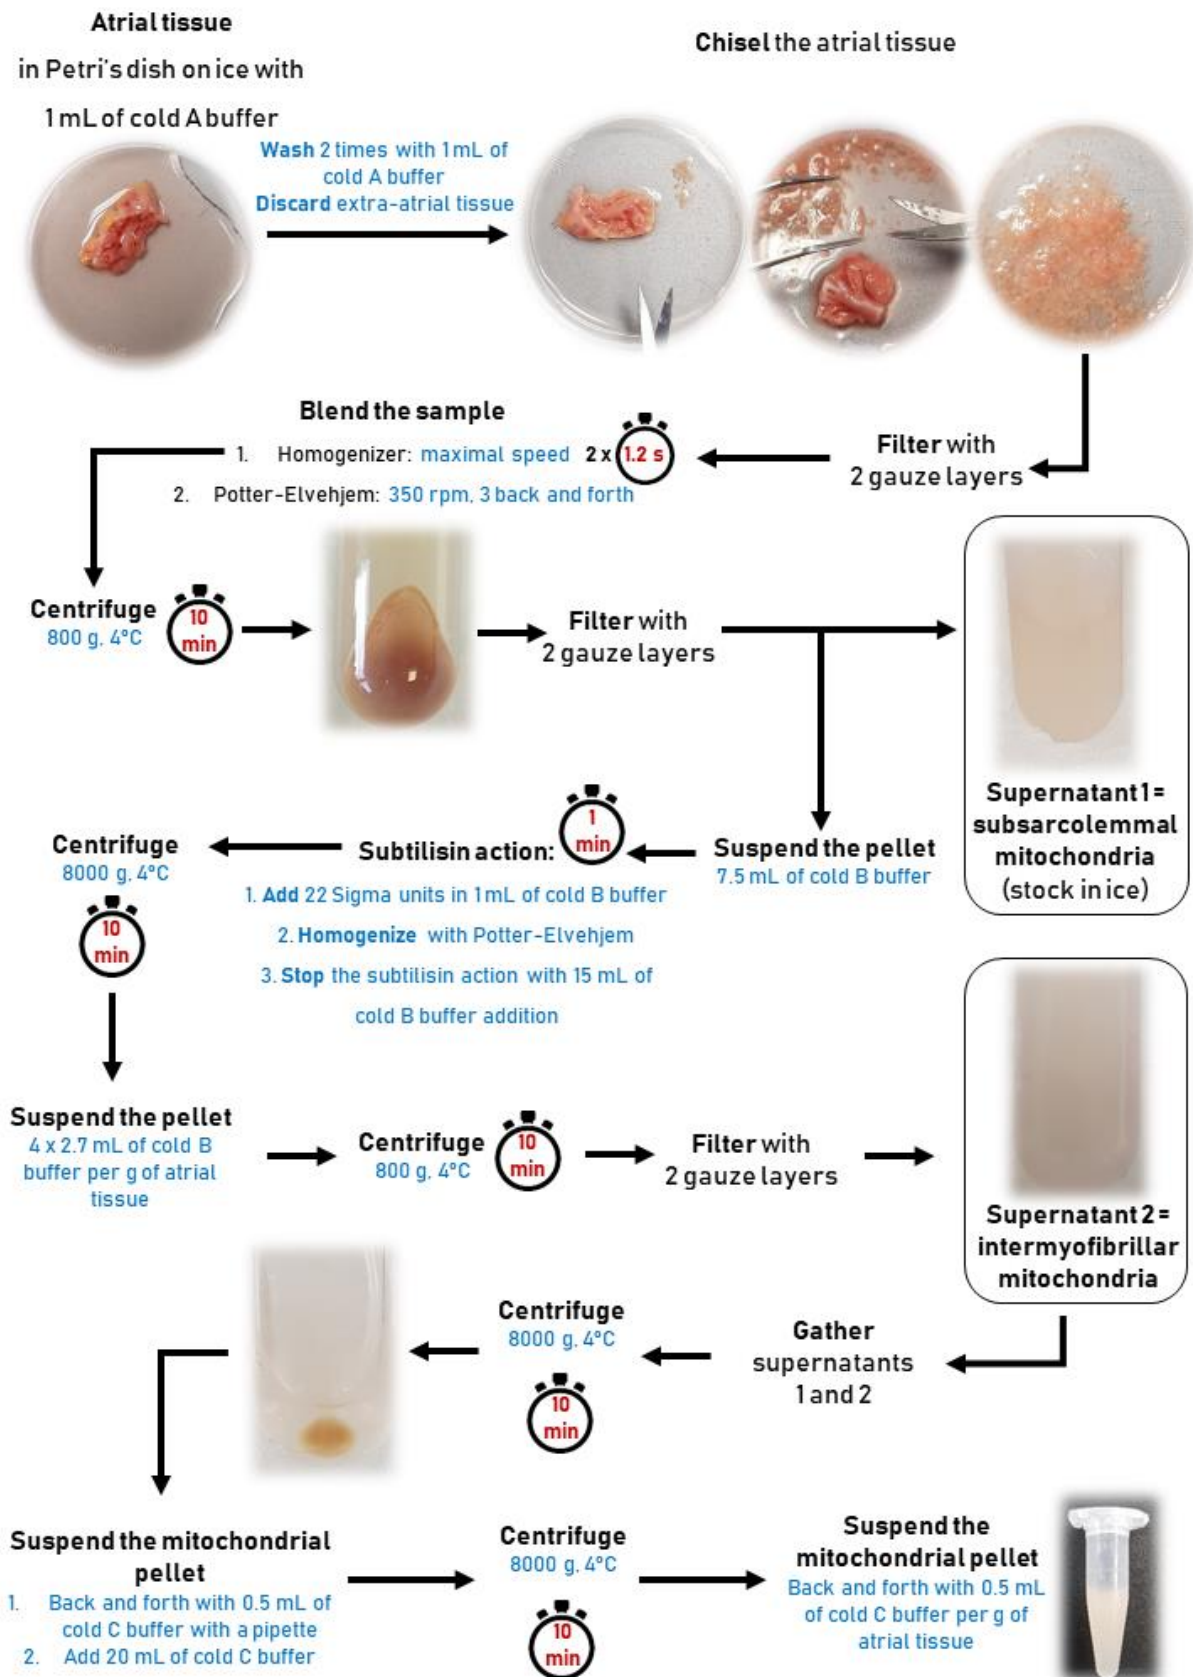 Atrial tissue
in Petri's dish on ice with
1 mL of cold A buffer
Wash 2 times with 1 mL of
cold A buffer
Discard extra-atrial tissue
Chisel the atrial tissue
Filter with
2 gauze layers
Blend the sample
1. Homogenizer: maximal speed 2 x 1.2 s
2. Potter-Elvehjem: 350 rpm, 3 back and forth
Centrifuge
800 g, 4°C
10
min
Filter with
2 gauze layers
Supernatant 1 =
subsarcolemmal
mitochondria
(stock in ice)
Suspend the pellet
7.5 mL of cold B buffer
1
min
Subtilisin action:
1. Add 22 Sigma units in 1 mL of cold B buffer
2. Homogenize with Potter-Elvehjem
3. Stop the subtilisin action with 15 mL of
cold B buffer addition
Centrifuge
8000 g, 4°C
10
min
Suspend the pellet
4 x 2.7 mL of cold B
buffer per g of atrial
tissue
Centrifuge
800 g, 4°C
10
min
Filter with
2 gauze layers
Supernatant 2 =
intermyofibrillar
mitochondria
Gather
supernatants
1 and 2
Centrifuge
8000 g, 4°C
10
min
Suspend the mitochondrial
pellet
1. Back and forth with 0.5 mL of
cold C buffer with a pipette
2. Add 20 mL of cold C buffer
Centrifuge
8000 g, 4°C
10
min
Suspend the
mitochondrial pellet
Back and forth with 0.5 mL
of cold C buffer per g of
atrial tissue